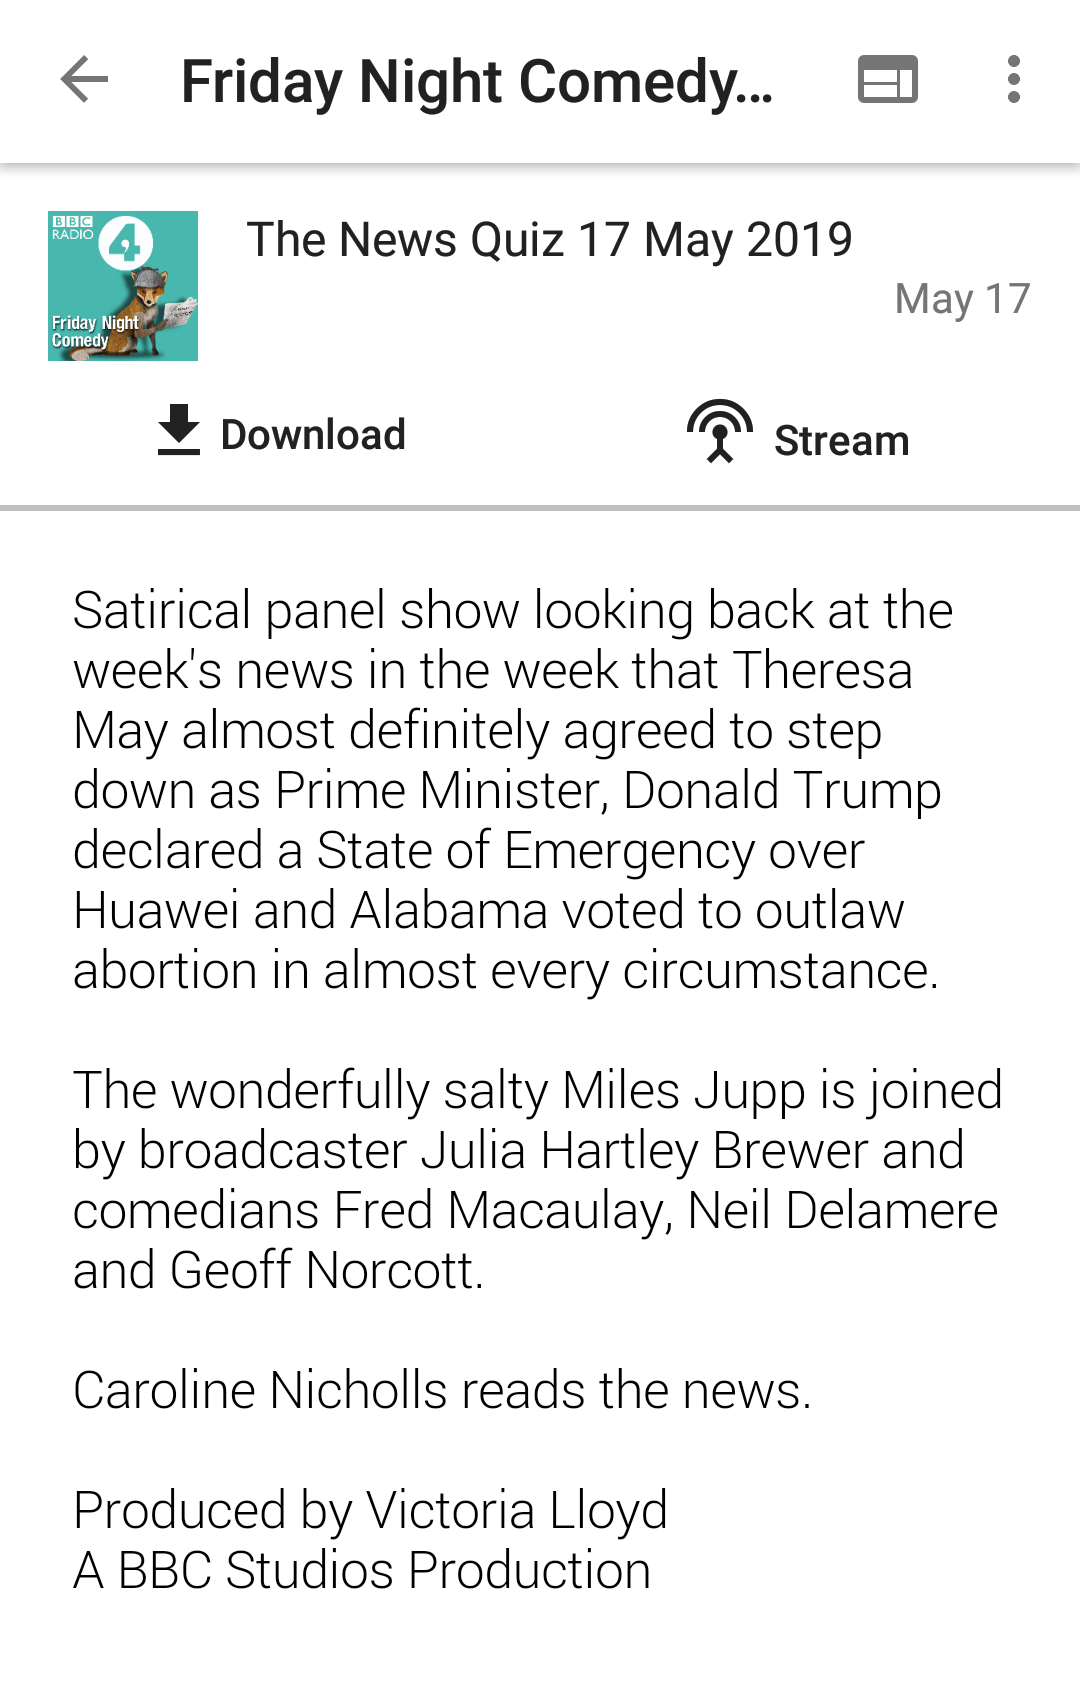 Friday Night Comedy...
BBC
RADIO
4
Friday Night
Comedy
The News Quiz 17 May 2019
May 17
Download
Stream
Satirical panel show looking back at the
week's news in the week that Theresa
May almost definitely agreed to step
down as Prime Minister, Donald Trump
declared a State of Emergency over
Huawei and Alabama voted to outlaw
abortion in almost every circumstance.
The wonderfully salty Miles Jupp is joined
by broadcaster Julia Hartley Brewer and
comedians Fred Macaulay, Neil Delamere
and Geoff Norcott.
Caroline Nicholls reads the news.
Produced by Victoria Lloyd
A BBC Studios Production